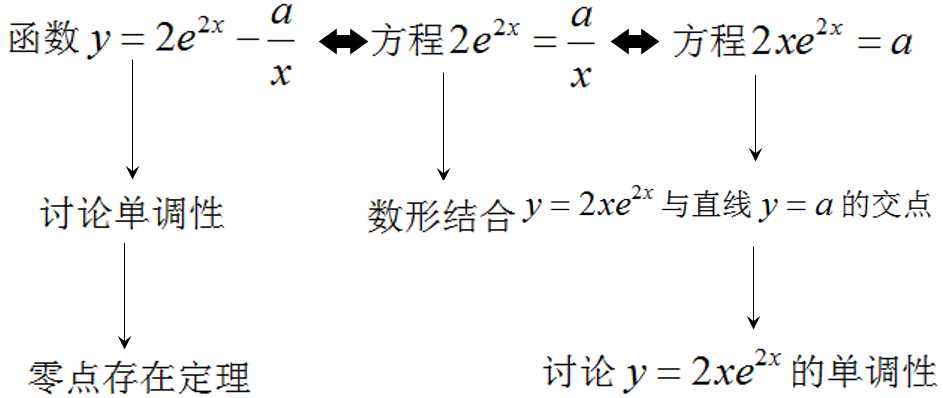 函数 y = 2e^{2x} - \frac{a}{x} ⟷ 方程 2e^{2x} = \frac{a}{x} ⟷ 方程 2xe^{2x} = a
讨论单调性 数形结合 y = 2xe^{2x} 与直线 y = a 的交点
零点存在定理 讨论 y = 2xe^{2x} 的单调性